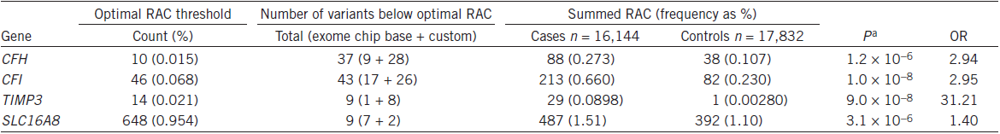 Optimal RAC threshold Number of variants below optimal RAC Summed RAC (frequency as %)
Gene Count (%) Total (exome chip base + custom) Cases n = 16,144 Controls n = 17,832 Pᵃ OR
CFH 10 (0.015) 37 (9 + 28) 88 (0.273) 38 (0.107) 1.2 × 10⁻⁶ 2.94
CFI 46 (0.068) 43 (17 + 26) 213 (0.660) 82 (0.230) 1.0 × 10⁻⁸ 2.95
TIMP3 14 (0.021) 9 (1 + 8) 29 (0.0898) 1 (0.00280) 9.0 × 10⁻⁸ 31.21
SLC16A8 648 (0.954) 9 (7 + 2) 487 (1.51) 392 (1.10) 3.1 × 10⁻⁶ 1.40